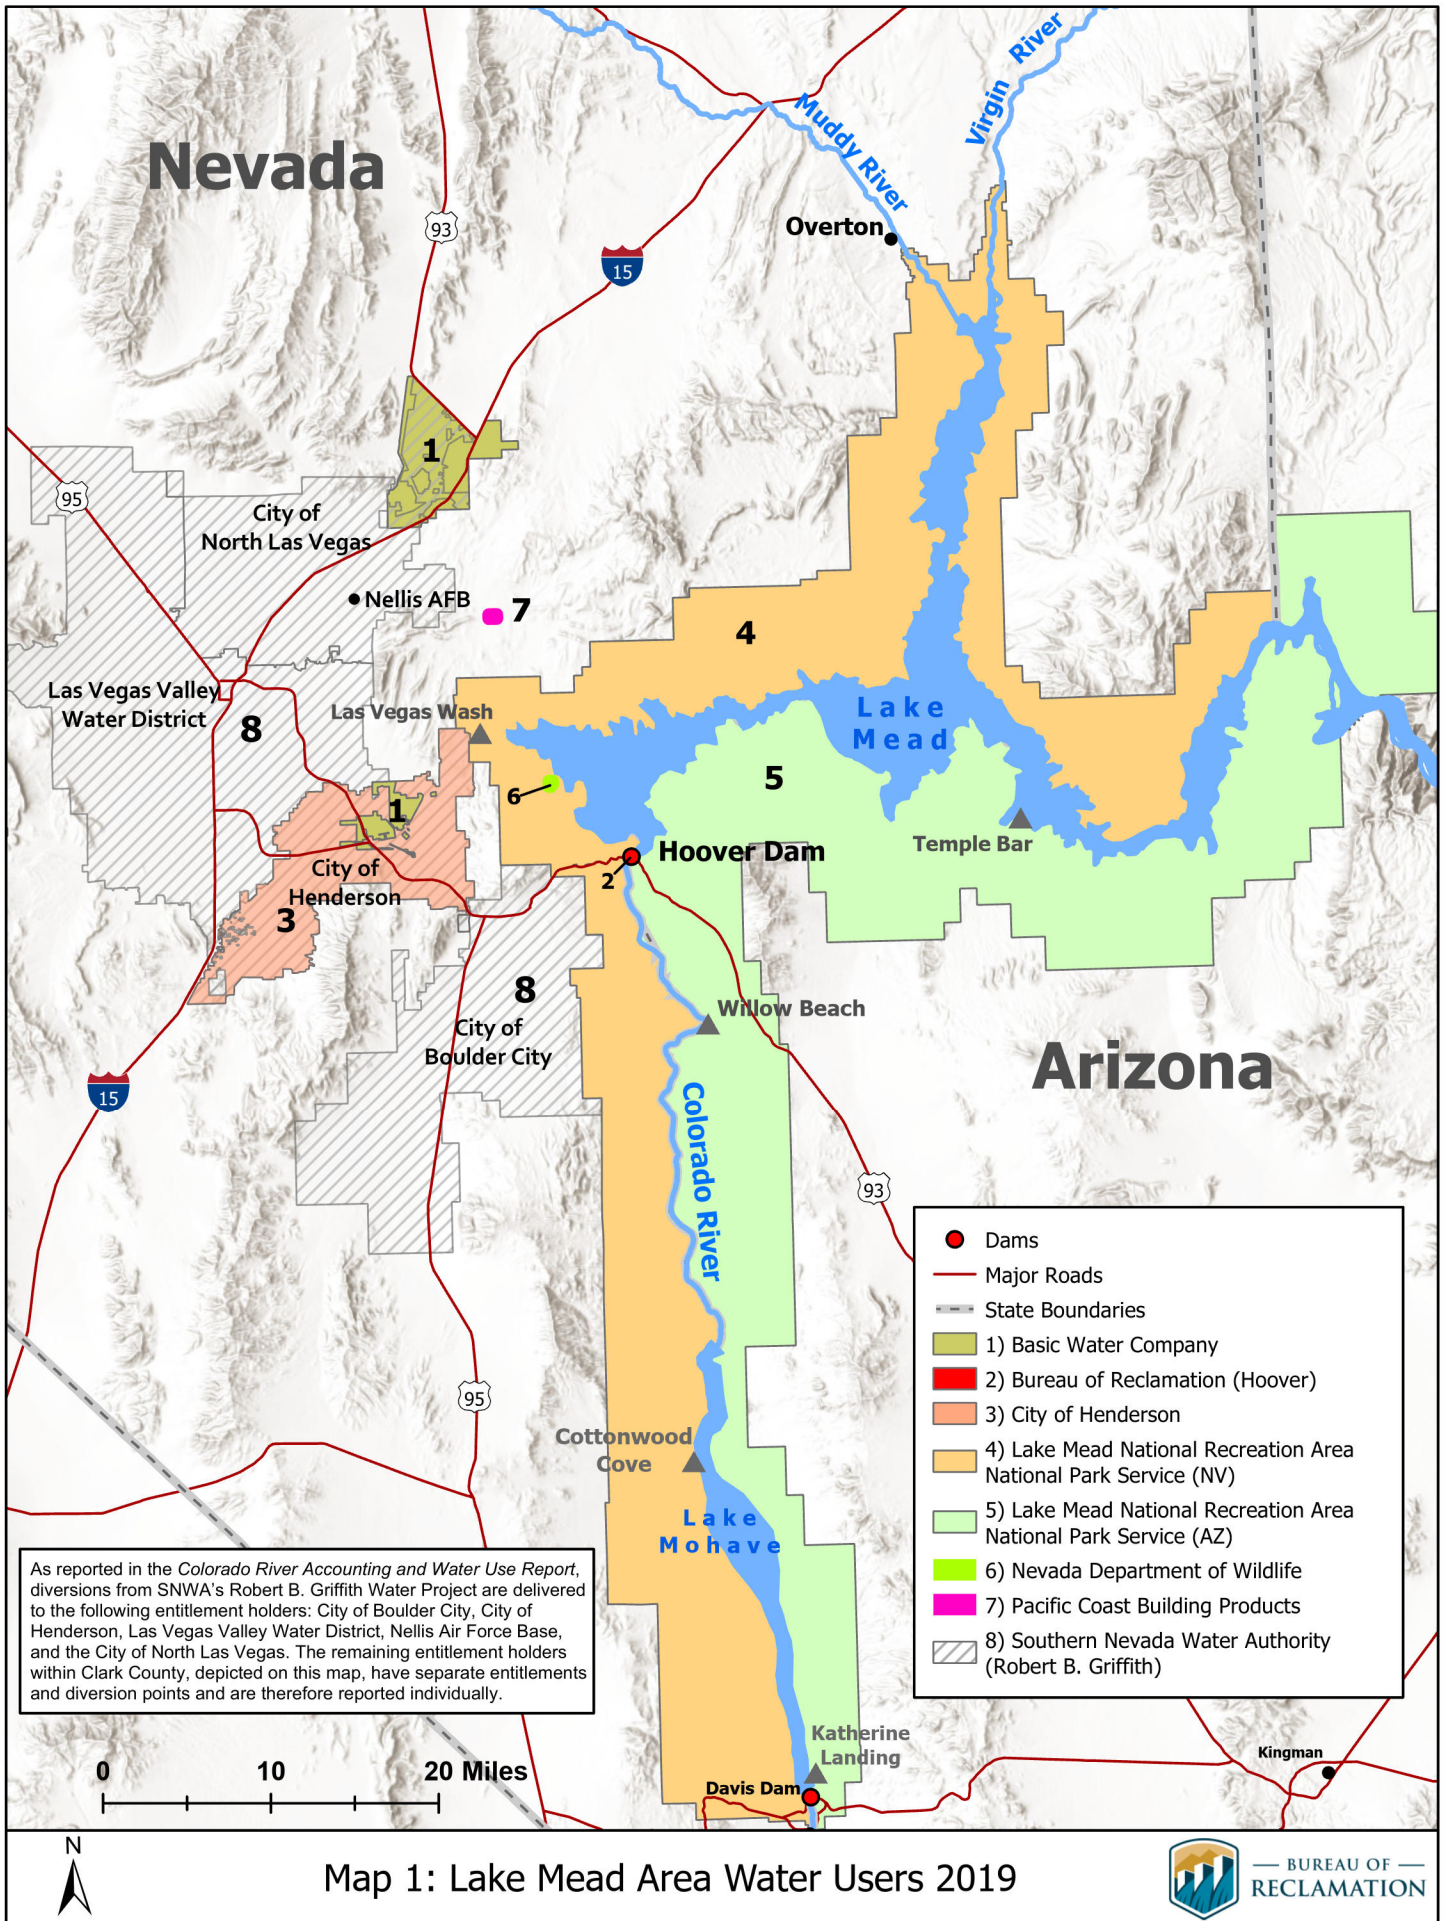 Nevada
Muddy River
Virgin River
Overton
93
15
1
95
City of
North Las Vegas
Nellis AFB
7
4
Las Vegas Valley
Water District
8
Las Vegas Wash
Lake
Mead
6
5
1
Temple Bar
Hoover Dam
2
City of
Henderson
3
8
City of
Boulder City
Willow Beach
Arizona
15
Colorado River
93
95
Cottonwood
Cove
Lake
Mohave
Katherine
Landing
Davis Dam
Kingman
Dams
Major Roads
State Boundaries
1) Basic Water Company
2) Bureau of Reclamation (Hoover)
3) City of Henderson
4) Lake Mead National Recreation Area
National Park Service (NV)
5) Lake Mead National Recreation Area
National Park Service (AZ)
6) Nevada Department of Wildlife
7) Pacific Coast Building Products
8) Southern Nevada Water Authority
(Robert B. Griffith)
As reported in the Colorado River Accounting and Water Use Report,
diversions from SNWA's Robert B. Griffith Water Project are delivered
to the following entitlement holders: City of Boulder City, City of
Henderson, Las Vegas Valley Water District, Nellis Air Force Base,
and the City of North Las Vegas. The remaining entitlement holders
within Clark County, depicted on this map, have separate entitlements
and diversion points and are therefore reported individually.
0 10 20 Miles
N
Map 1: Lake Mead Area Water Users 2019
BUREAU OF
RECLAMATION